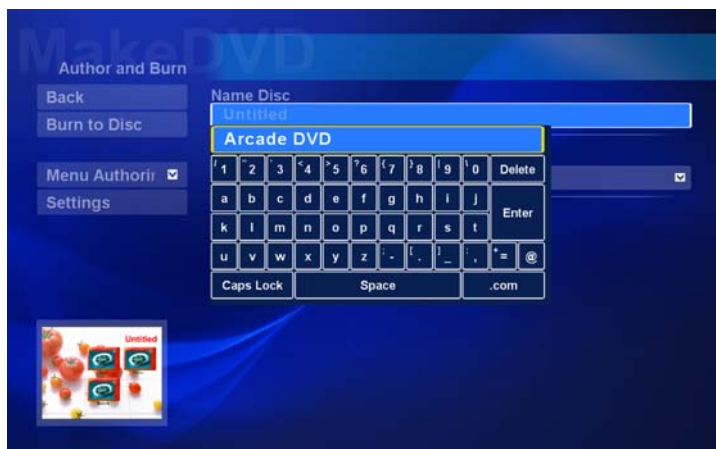 MakeDVD
Author and Burn
Back
Burn to Disc
Menu Authorir
Settings
Name Disc
Untitled
Arcade DVD
1 2 3 4 5 6 7 8 9 0 Delete
a b c d e f g h i j
Enter
k l m n o p q r s t
u v w x y z - . _ , = @
Caps Lock Space .com
Untitled